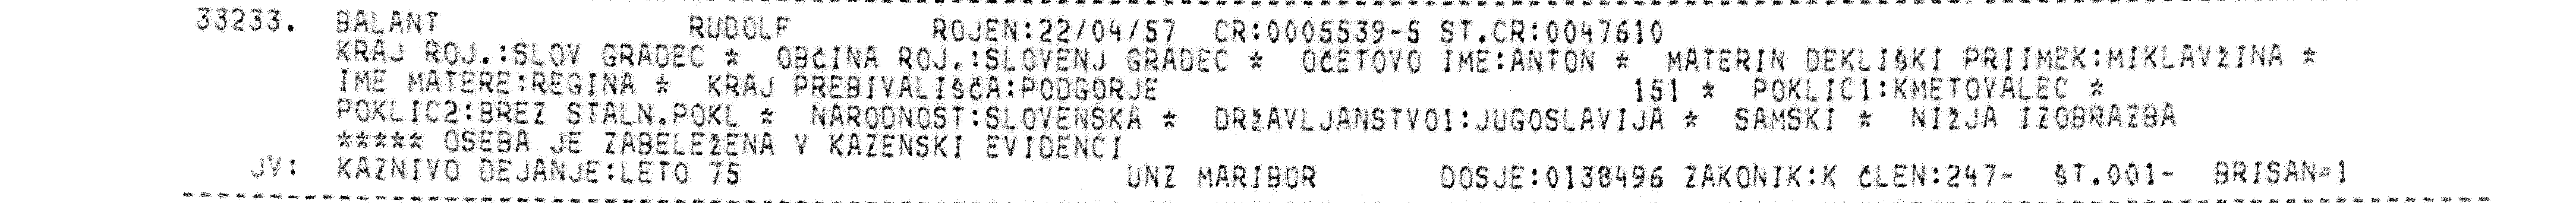 33233. BALANT RUDOLF ROJEN:22/04/57 CR:0005539-5 ST.CR:0047610
KRAJ ROJ.:SLOV GRADEC * OBČINA ROJ.:SLOVENJ GRADEC * OČETOVO IME:ANTON * MATERIN DEKLIŠKI PRIIMEK:MIKLAVŽINA *
IME MATERE:REGINA * KRAJ PREBIVALIŠČA:PODGORJE 151 * POKLIC1:KMETOVALEC *
POKLIC2:BREZ STALN.POKL * NARODNOST:SLOVENSKA * DRŽAVLJANSTVO1:JUGOSLAVIJA * SAMSKI * NIŽJA IZOBRAZBA
***** OSEBA JE ZABELEŽENA V KAZENSKI EVIDENCI
JV: KAZNIVO DEJANJE:LETO 75 UNZ MARIBOR DOSJE:0138496 ZAKONIK:K ČLEN:247- ŠT.001- BRISAN=1